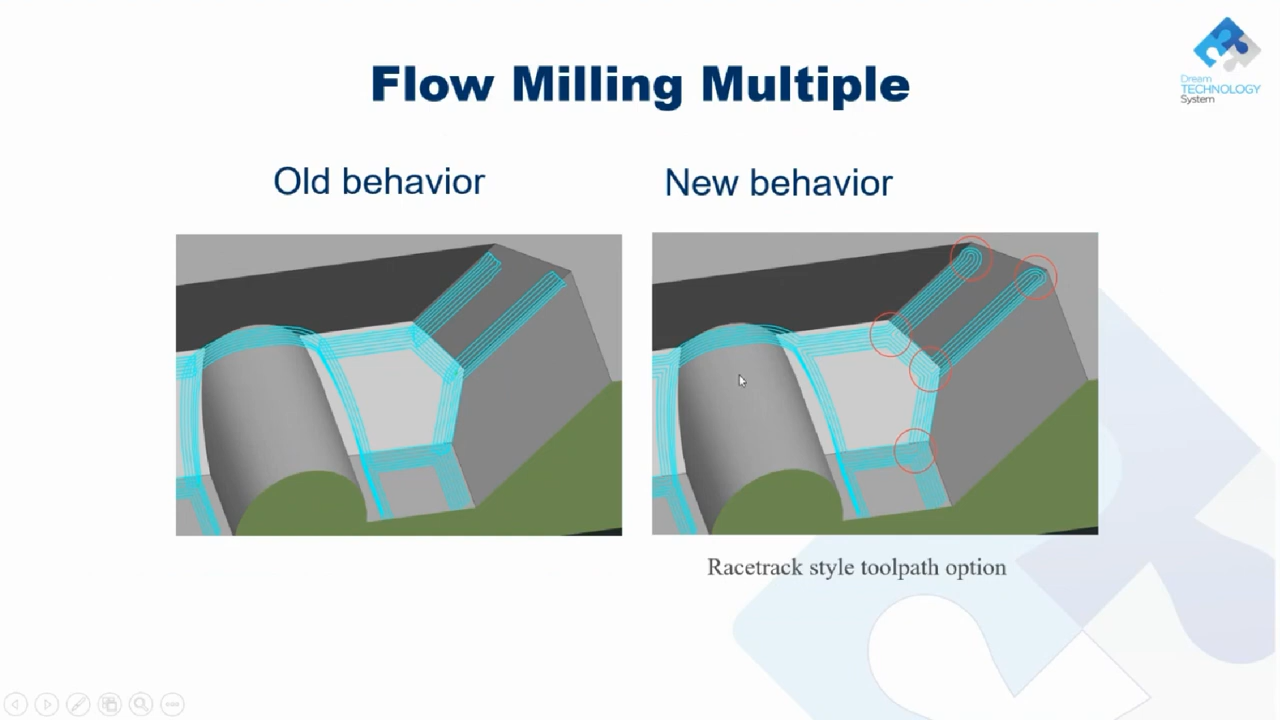 Flow Milling Multiple
Dream
TECHNOLOGY
System
Old behavior
New behavior
Racetrack style toolpath option